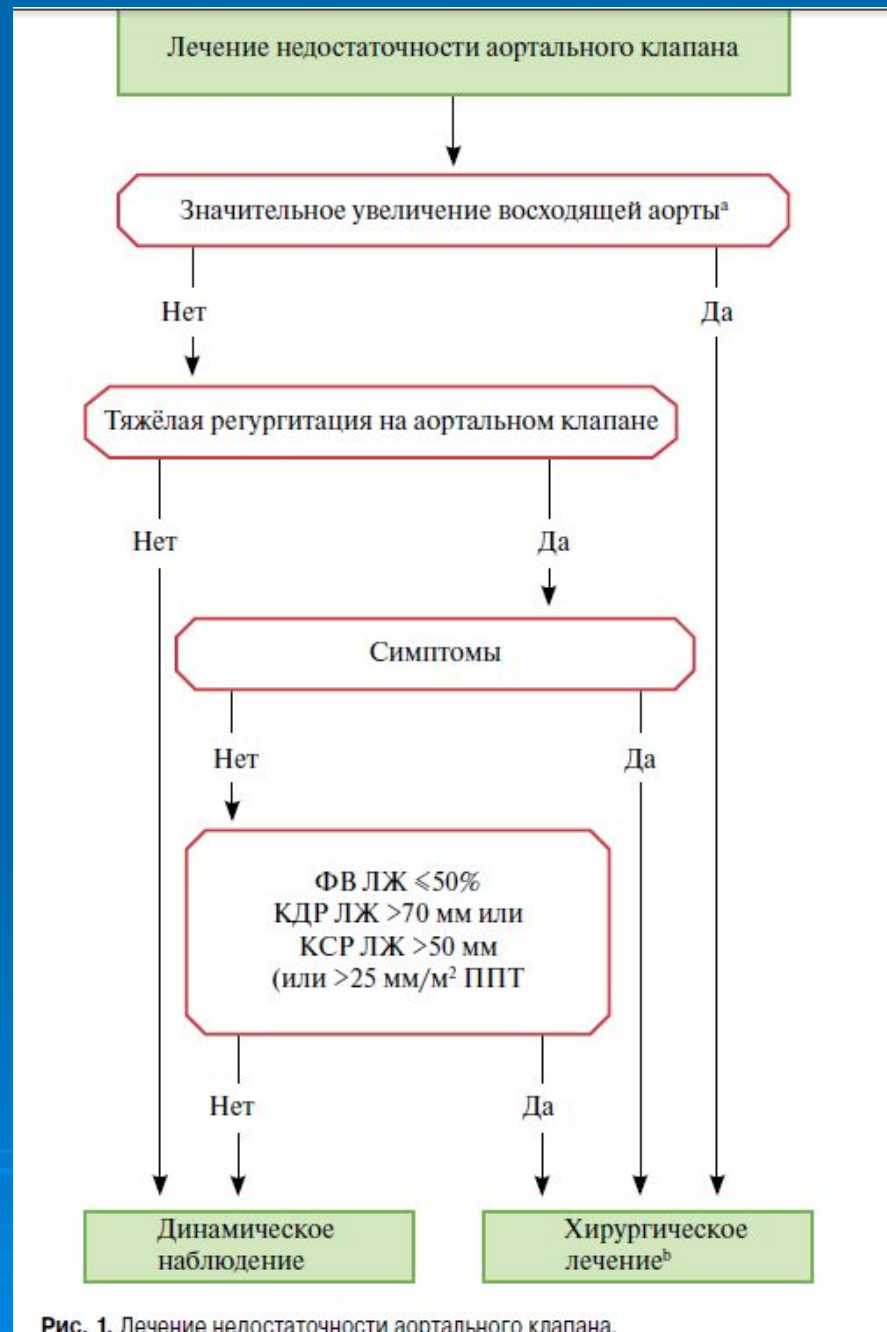 Лечение недостаточности аортального клапана
Значительное увеличение восходящей аортыᵃ
Нет
Да
Тяжёлая регургитация на аортальном клапане
Нет
Да
Симптомы
Нет
Да
ФВ ЛЖ ⩽50%
КДР ЛЖ >70 мм или
КСР ЛЖ >50 мм
(или >25 мм/м² ППТ
Нет
Да
Динамическое
наблюдение
Хирургическое
лечениеᵇ
Рис. 1. Лечение недостаточности аортального клапана.